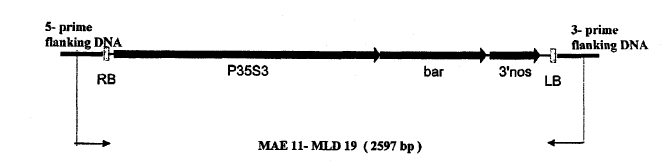 5- prime
flanking DNA
3- prime
flanking DNA
RB
P35S3
bar
3'nos
LB
MAE 11- MLD 19 ( 2597 bp )